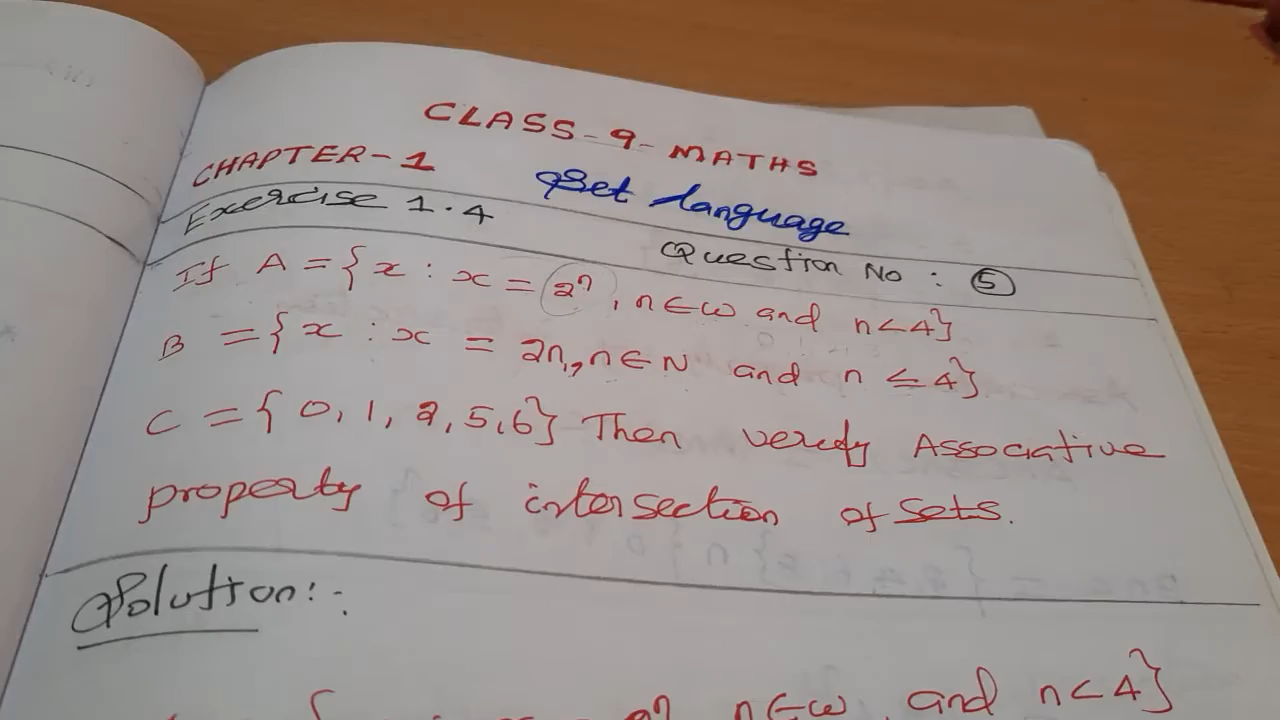 CLASS-9-MATHS
CHAPTER-1 Set language
Exercise 1.4 Question No : 5
If A = {x : x = 2ⁿ, n∈w and n<4}
B = {x : x = 2n, n∈N and n ≤ 4}
C = {0, 1, 2, 5, 6} Then verify Associative
property of intersection of sets.
Solution:-
n∈w and n<4}